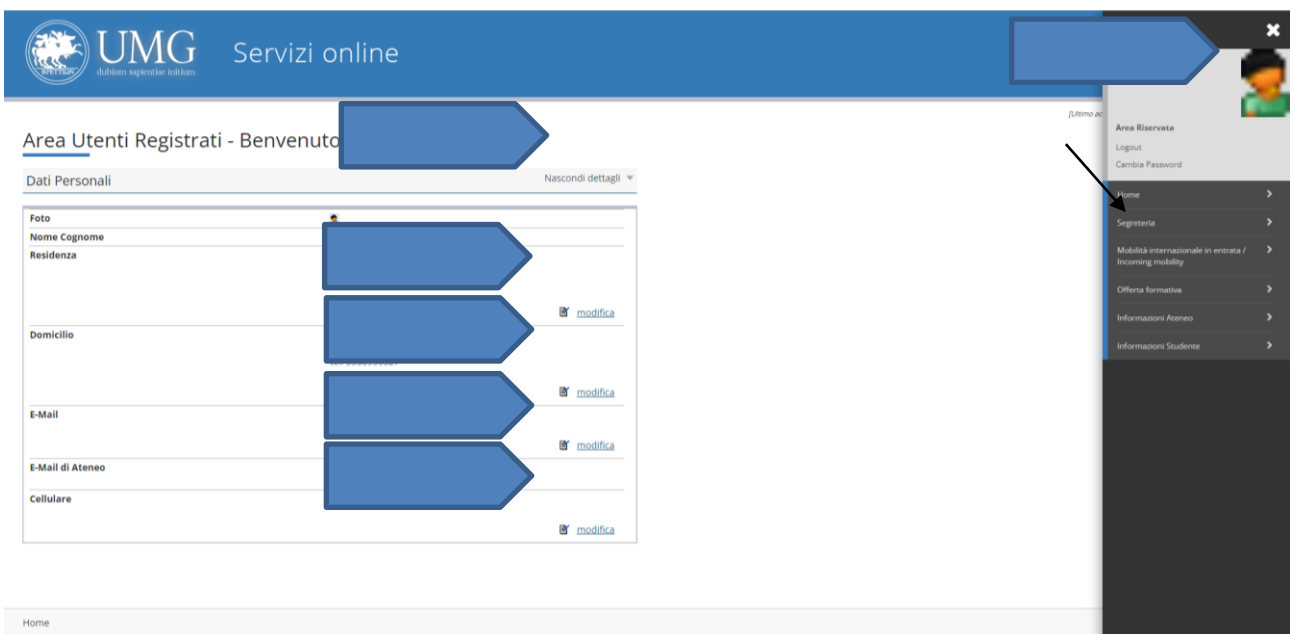 UMG
dubium sapientiae initium
Servizi online
[Ultimo ac
Area Utenti Registrati - Benvenuto
Dati Personali
Nascondi dettagli
Foto
Nome Cognome
Residenza
modifica
Domicilio
modifica
E-Mail
modifica
E-Mail di Ateneo
Cellulare
modifica
Home
Area Riservata
Logout
Cambia Password
Home
Segreteria
Mobilità internazionale in entrata /
Incoming mobility
Offerta formativa
Informazioni Ateneo
Informazioni Studente